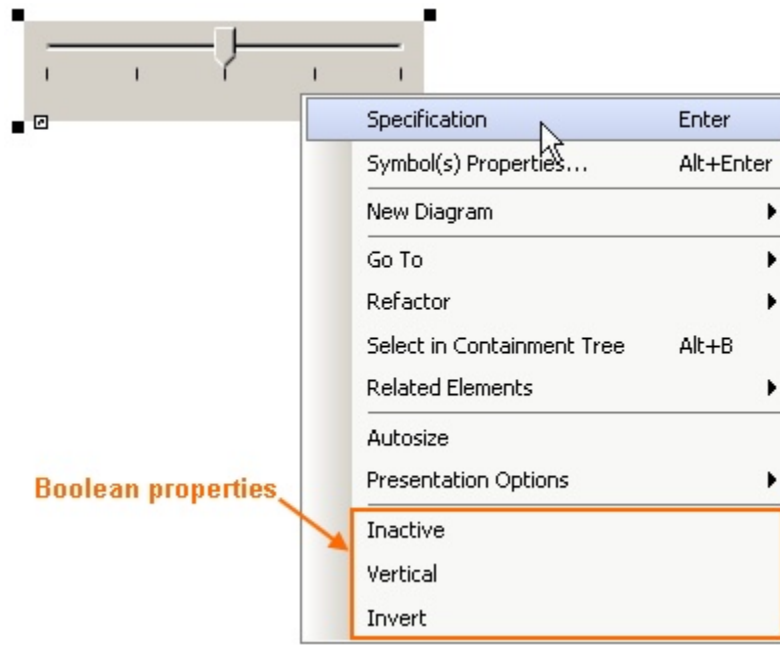 Specification Enter
Symbol(s) Properties... Alt+Enter
New Diagram
Go To
Refactor
Select in Containment Tree Alt+B
Related Elements
Autosize
Presentation Options
Boolean properties
Inactive
Vertical
Invert